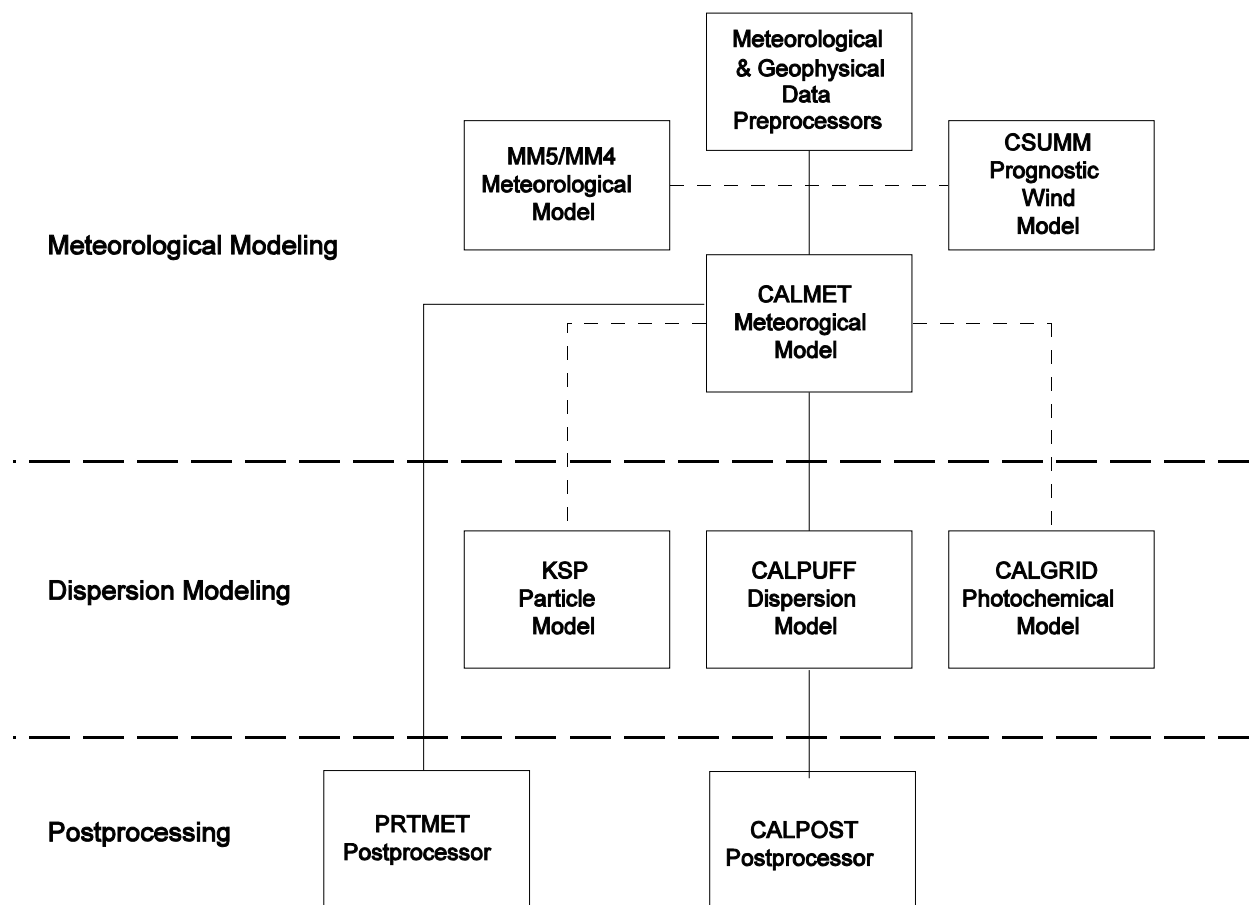 Meteorological
& Geophysical
Data
Preprocessors
MM5/MM4
Meteorological
Model
CSUMM
Prognostic
Wind
Model
Meteorological Modeling
CALMET
Meteorogical
Model
Dispersion Modeling
KSP
Particle
Model
CALPUFF
Dispersion
Model
CALGRID
Photochemical
Model
Postprocessing
PRTMET
Postprocessor
CALPOST
Postprocessor